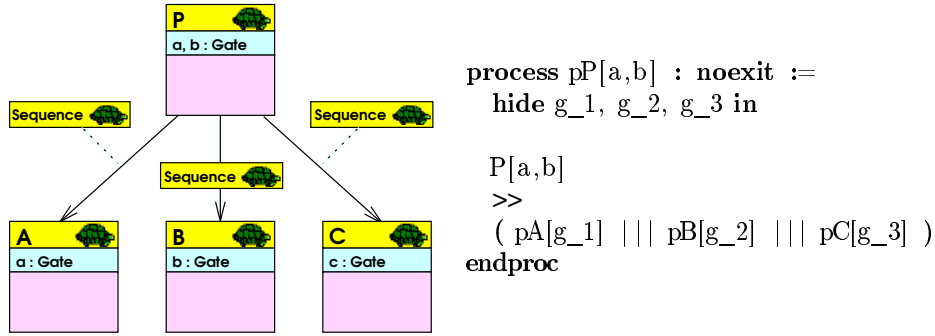 P
a, b : Gate
Sequence
Sequence
Sequence
A
a : Gate
B
b : Gate
C
c : Gate
process pP[a,b] : noexit :=
hide g_1, g_2, g_3 in
P[a,b]
>>
( pA[g_1] ||| pB[g_2] ||| pC[g_3] )
endproc